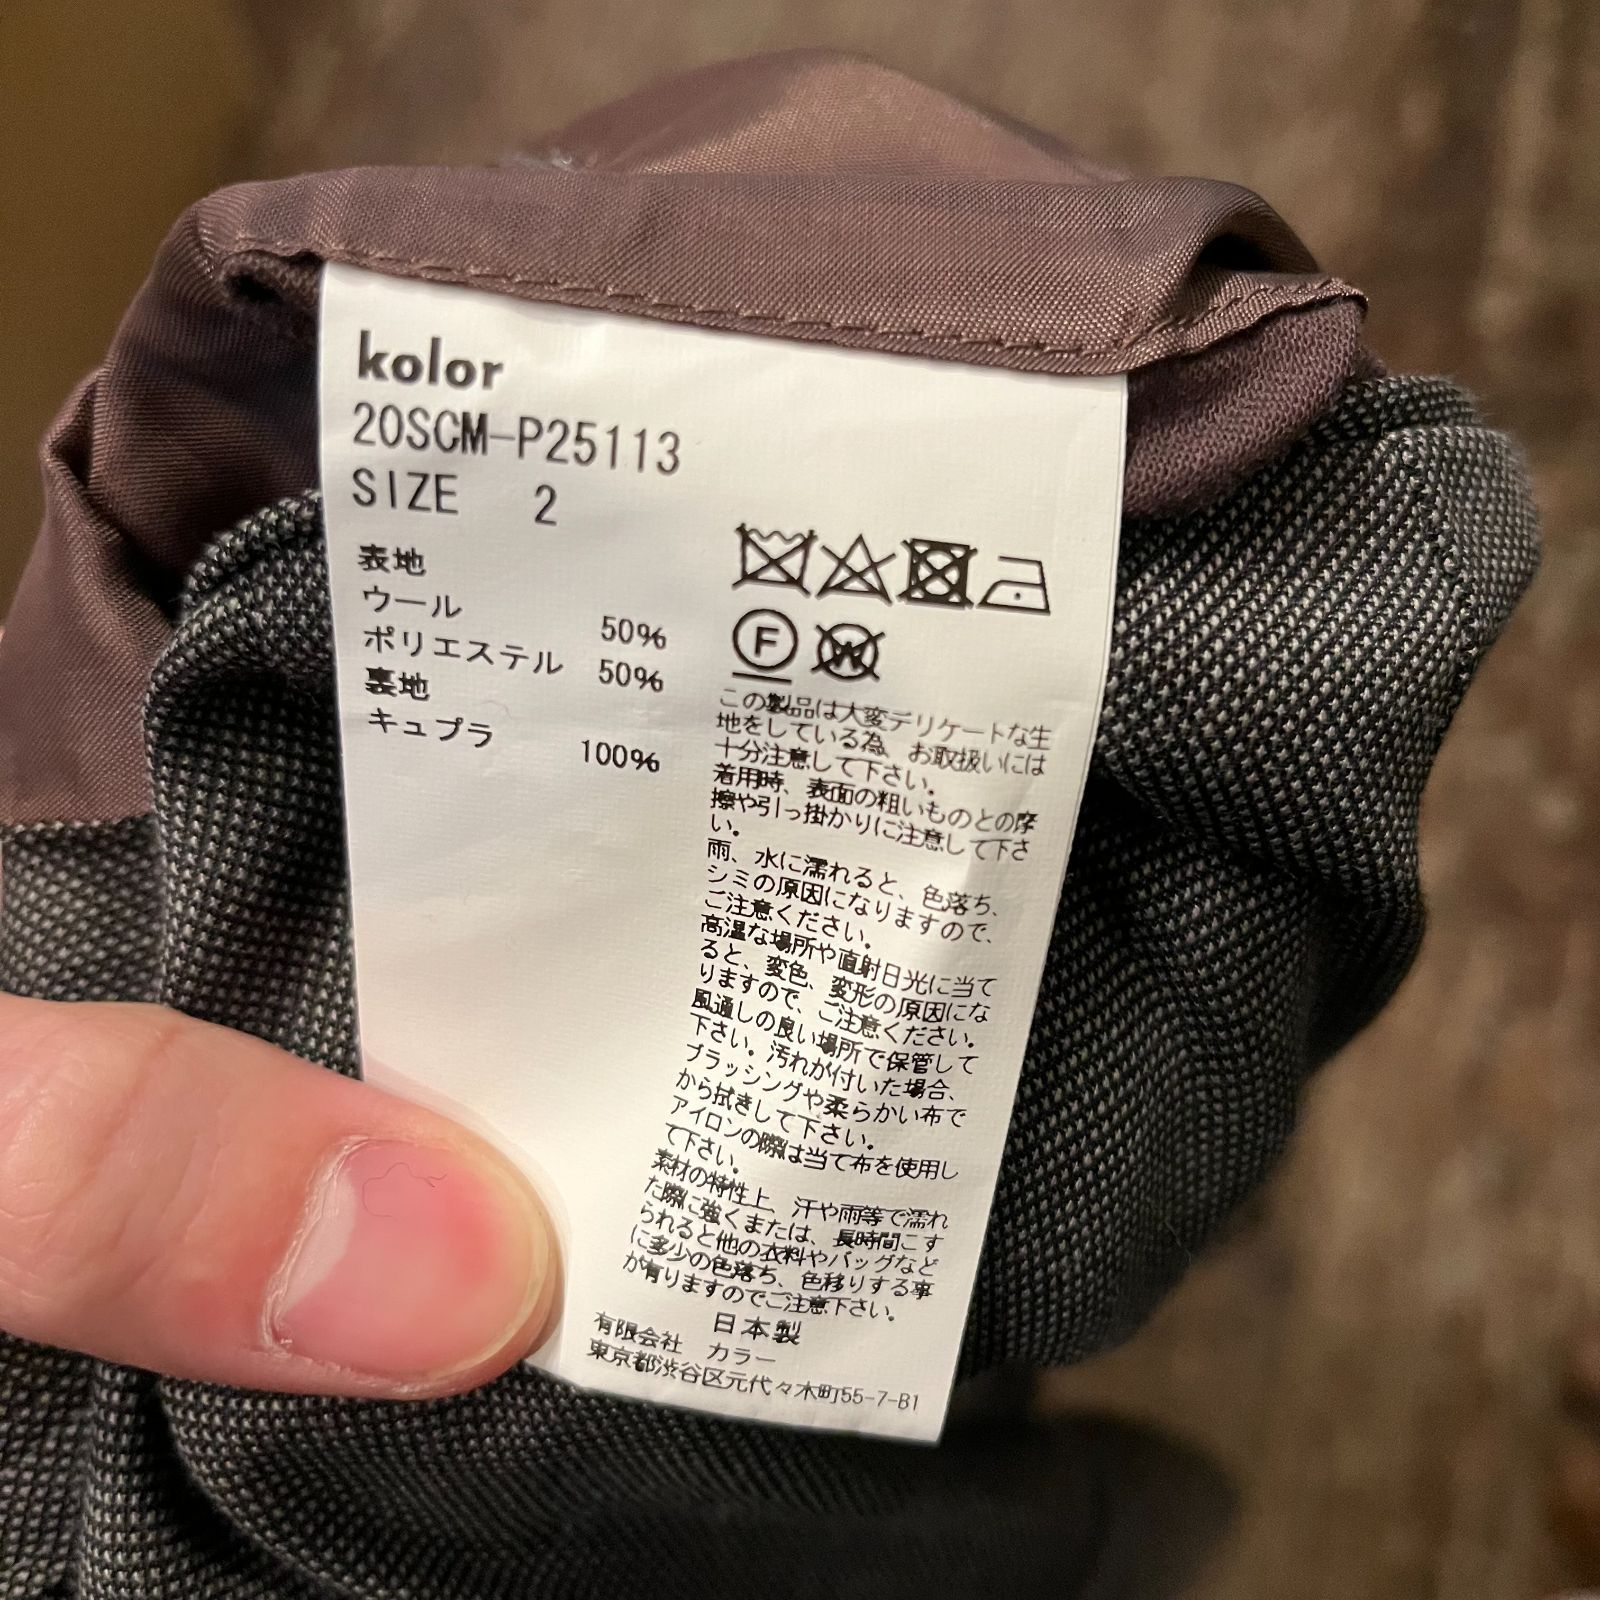 kolor
20SCM-P25113
SIZE 2
表地
ウール 50%
ポリエステル 50%
裏地
キュプラ 100%
F
W
この製品は大変デリケートな生
地をしている為、お取扱いには
十分注意して下さい。
着用時、表面の粗いものとの摩
擦や引っ掛かりに注意して下さ
い。
雨、水に濡れると、色落ち、
シミの原因になりますので、
ご注意ください。
高温な場所や直射日光に当て
ると、変色、変形の原因にな
りますので、ご注意ください。
風通しの良い場所で保管して
下さい。汚れが付いた場合、
ブラッシングや柔らかい布で
から拭きして下さい。
アイロンの際は当て布を使用し
て下さい。
素材の特性上、汗や雨等で濡れ
た際に強くまたは、長時間こす
られると他の衣料やバッグなど
に多少の色落ち、色移りする事
が有りますのでご注意下さい。
日本製
有限会社 カラー
東京都渋谷区元代々木町55-7-B1